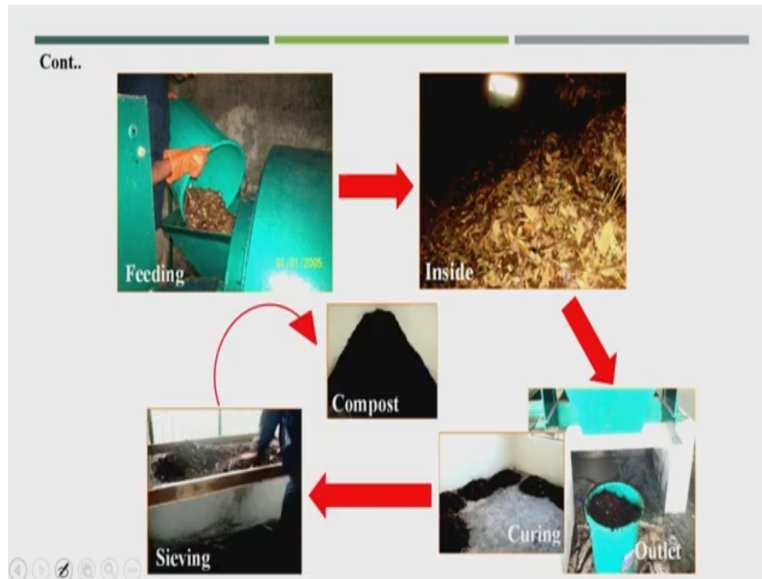 Cont..
01/01/2005
Feeding
Inside
Compost
Curing
Outlet
Sieving